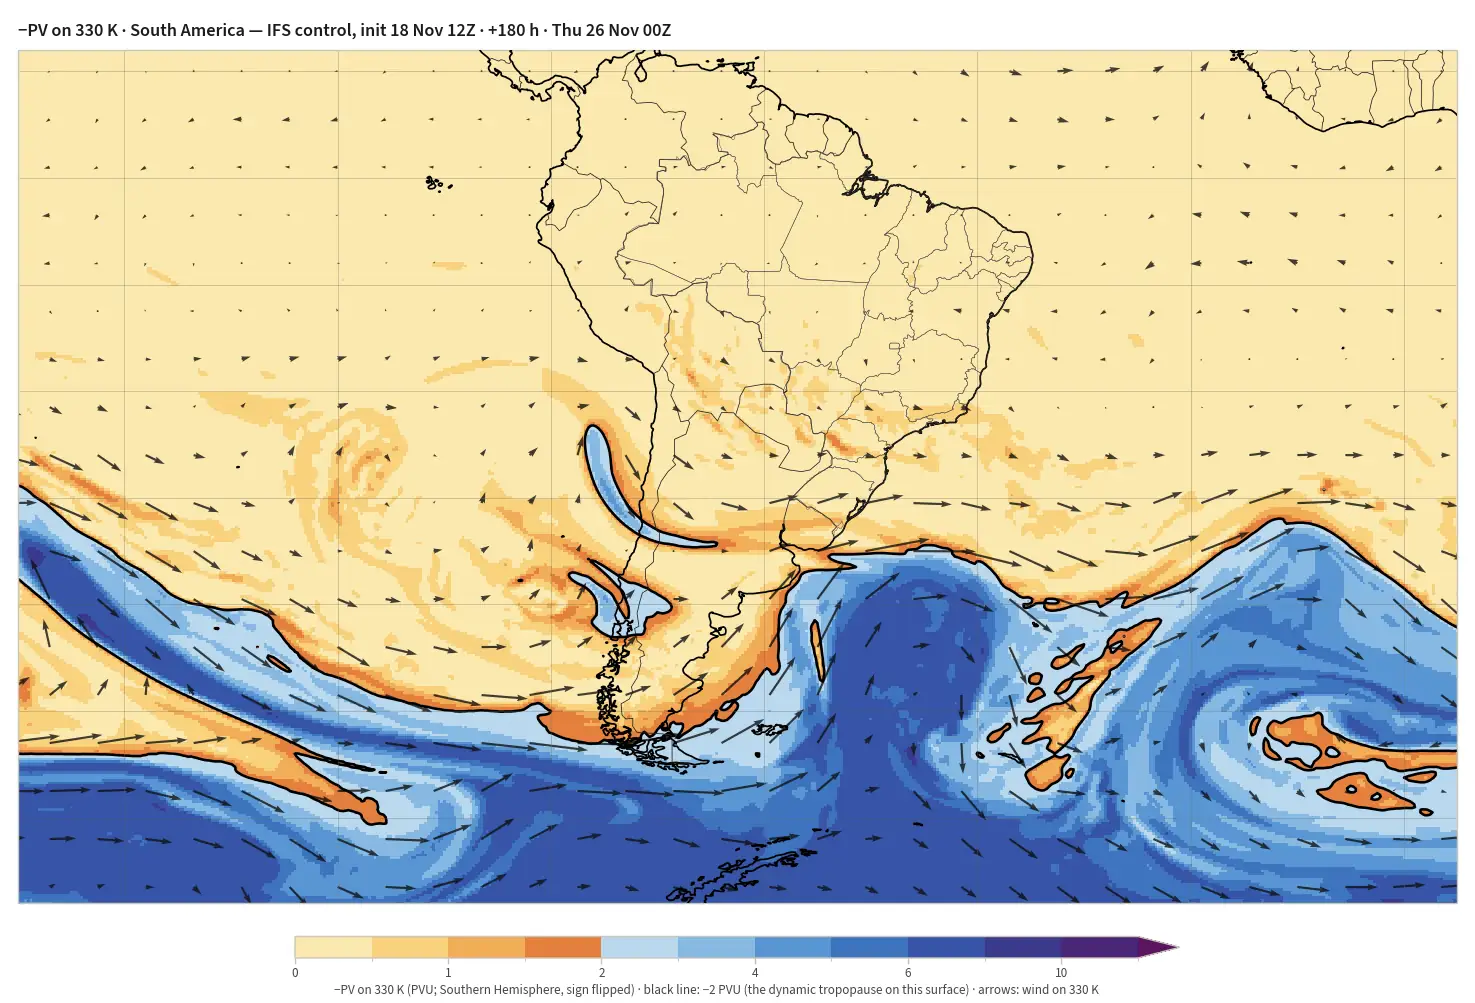 −PV on 330 K · South America — IFS control, init 18 Nov 12Z · +180 h · Thu 26 Nov 00Z
0 1 2 4 6 10
−PV on 330 K (PVU; Southern Hemisphere, sign flipped) · black line: −2 PVU (the dynamic tropopause on this surface) · arrows: wind on 330 K